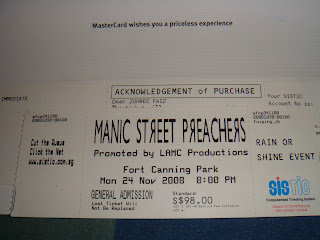 MasterCard wishes you a priceless experience
ACKNOWLEDGEMENT of PURCHASE
IMMEDIATE
Dear ZUHREE FAIZ
Your SISTIC
Account No is:
Cut the Queue
Click the Net
www.sistic.com.sg
MANIC STREET PREACHERS
Promoted by LAMC Productions
Fort Canning Park
Mon 24 Nov 2008 8:00 PM
GENERAL ADMISSION
Lost Ticket Will
Not Be Replaced
Standard
S$98.00
RAIN OR
SHINE EVENT
SISTIC
Computerised Ticketing System